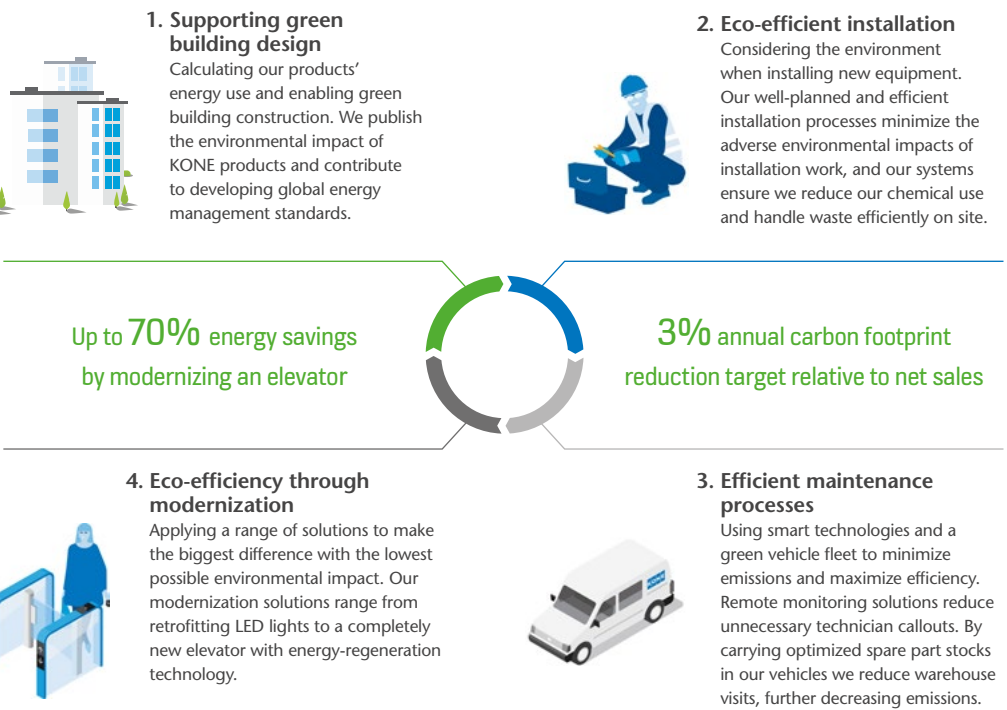 1. Supporting green
building design
Calculating our products’
energy use and enabling green
building construction. We publish
the environmental impact of
KONE products and contribute
to developing global energy
management standards.
2. Eco-efficient installation
Considering the environment
when installing new equipment.
Our well-planned and efficient
installation processes minimize the
adverse environmental impacts of
installation work, and our systems
ensure we reduce our chemical use
and handle waste efficiently on site.
Up to 70% energy savings
by modernizing an elevator
3% annual carbon footprint
reduction target relative to net sales
4. Eco-efficiency through
modernization
Applying a range of solutions to make
the biggest difference with the lowest
possible environmental impact. Our
modernization solutions range from
retrofitting LED lights to a completely
new elevator with energy-regeneration
technology.
3. Efficient maintenance
processes
Using smart technologies and a
green vehicle fleet to minimize
emissions and maximize efficiency.
Remote monitoring solutions reduce
unnecessary technician callouts. By
carrying optimized spare part stocks
in our vehicles we reduce warehouse
visits, further decreasing emissions.
KONE